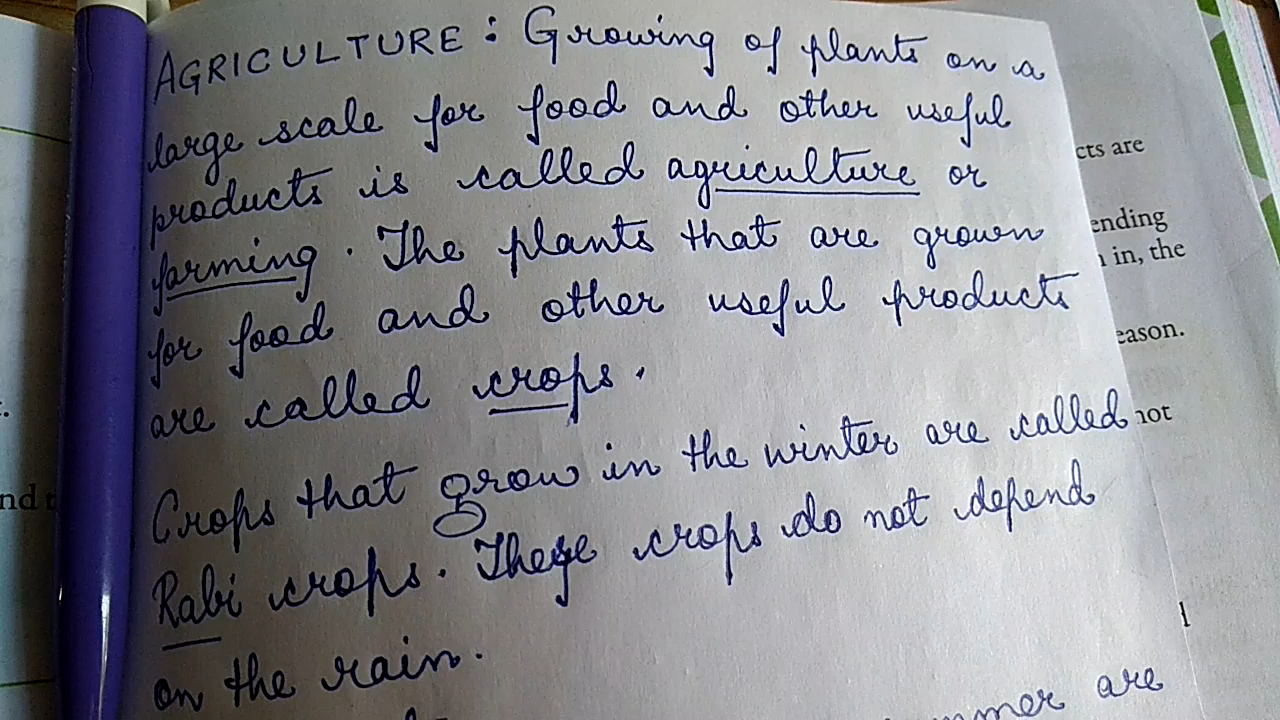 AGRICULTURE : Growing of plants on a
large scale for food and other useful
products is called agriculture or
farming. The plants that are grown
for food and other useful products
are called crops.
Crops that grow in the winter are called
Rabi crops. These crops do not depend
on the rain.
are
cts are
ending
in, the
eason.
not